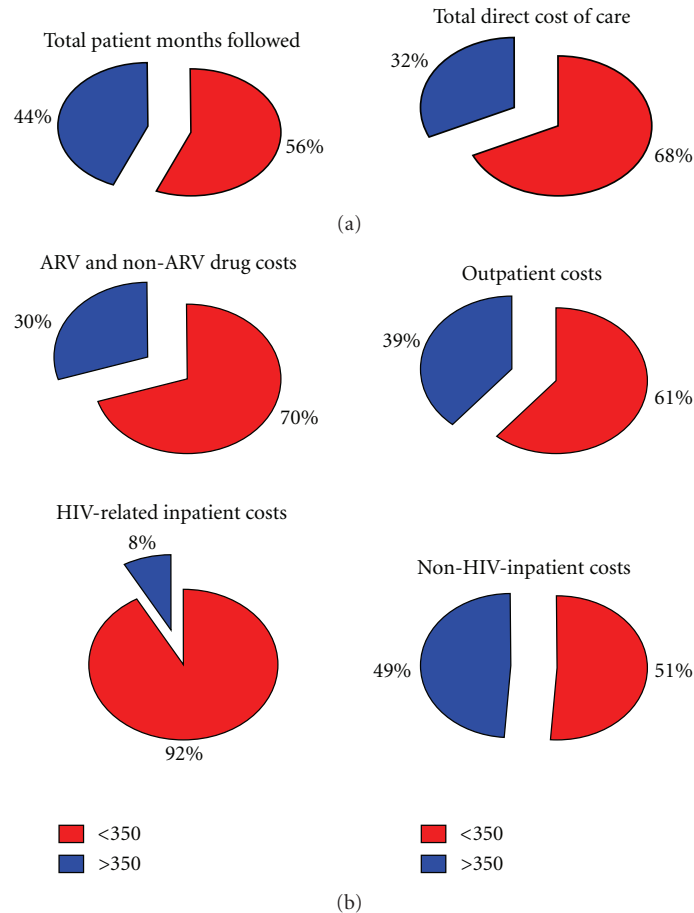 Total patient months followed
44%
56%
Total direct cost of care
32%
68%
(a)
ARV and non-ARV drug costs
30%
70%
Outpatient costs
39%
61%
HIV-related inpatient costs
8%
92%
Non-HIV-inpatient costs
49%
51%
<350
>350
<350
>350
(b)